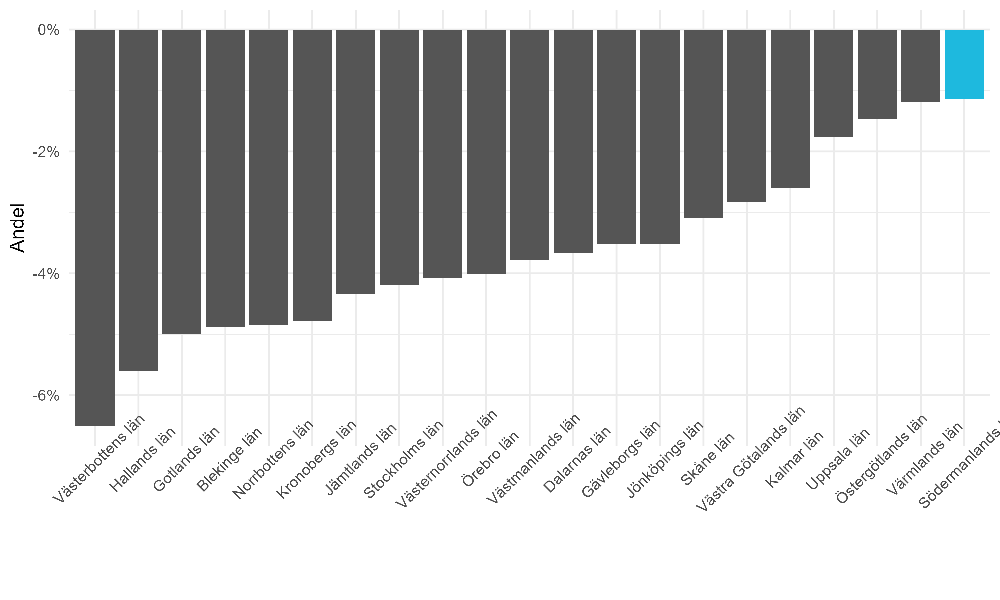 0%
-2%
-4%
-6%
Andel
Västerbottens län
Hallands län
Gotlands län
Blekinge län
Norrbottens län
Kronobergs län
Jämtlands län
Stockholms län
Västernorrlands län
Örebro län
Västmanlands län
Dalarnas län
Gävleborgs län
Jönköpings län
Skåne län
Västra Götalands län
Kalmar län
Uppsala län
Östergötlands län
Värmlands län
Södermanlands